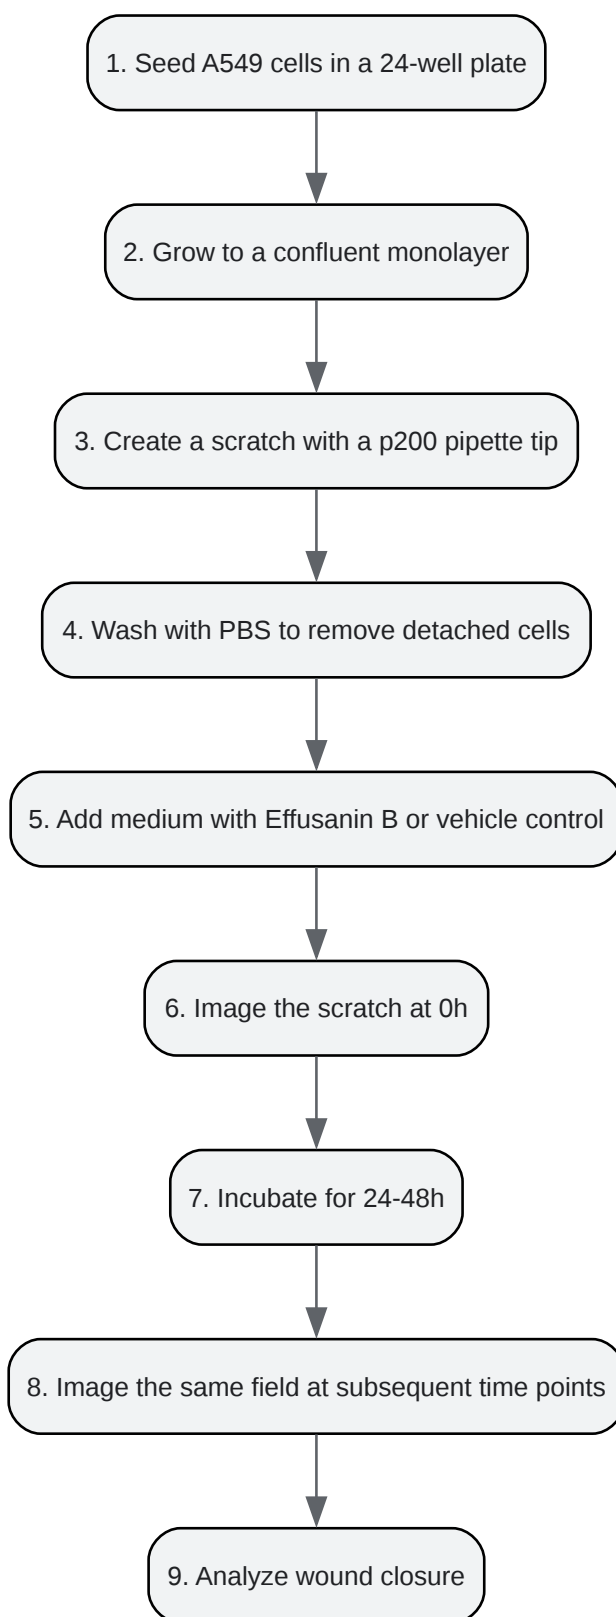 1. Seed A549 cells in a 24-well plate
2. Grow to a confluent monolayer
3. Create a scratch with a p200 pipette tip
4. Wash with PBS to remove detached cells
5. Add medium with Effusanin B or vehicle control
6. Image the scratch at 0h
7. Incubate for 24-48h
8. Image the same field at subsequent time points
9. Analyze wound closure